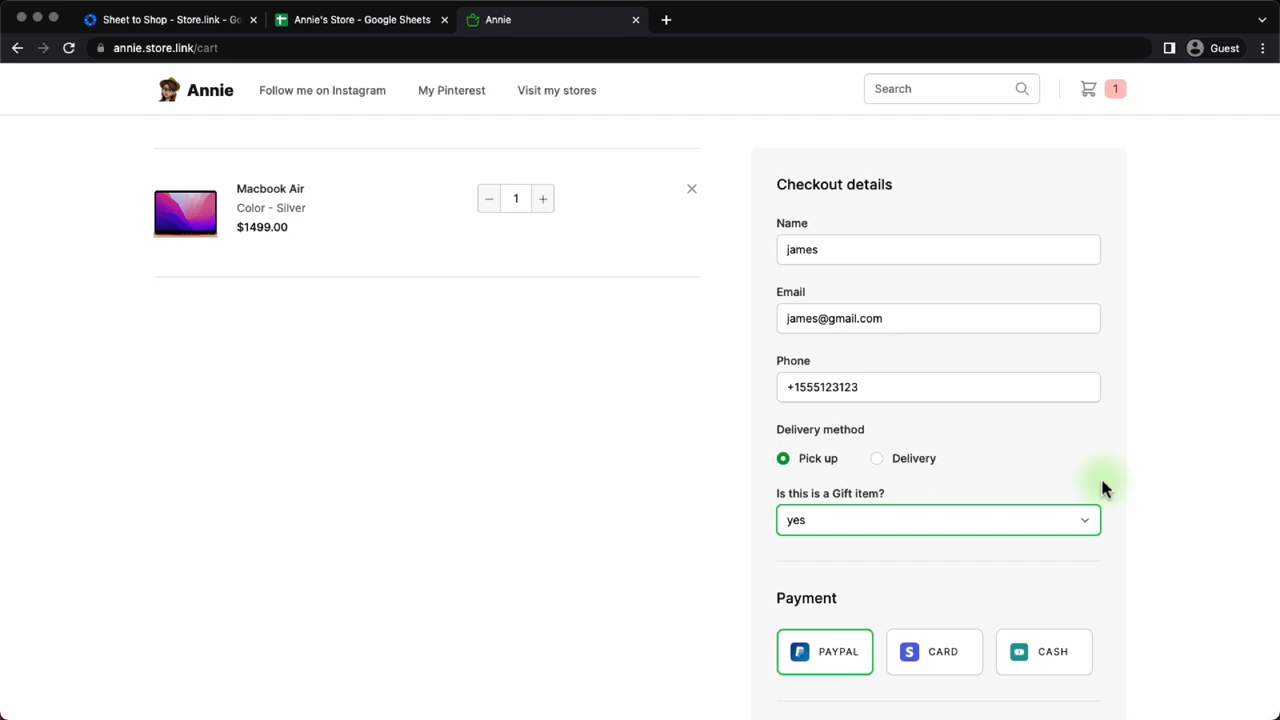 Sheet to Shop - Store.link - Go
Annie's Store - Google Sheets
Annie
annie.store.link/cart
Guest
Annie
Follow me on Instagram
My Pinterest
Visit my stores
Search
1
Macbook Air
Color - Silver
$1499.00
1
Checkout details
Name
james
Email
james@gmail.com
Phone
+1555123123
Delivery method
Pick up
Delivery
Is this is a Gift item?
yes
Payment
PAYPAL
CARD
CASH